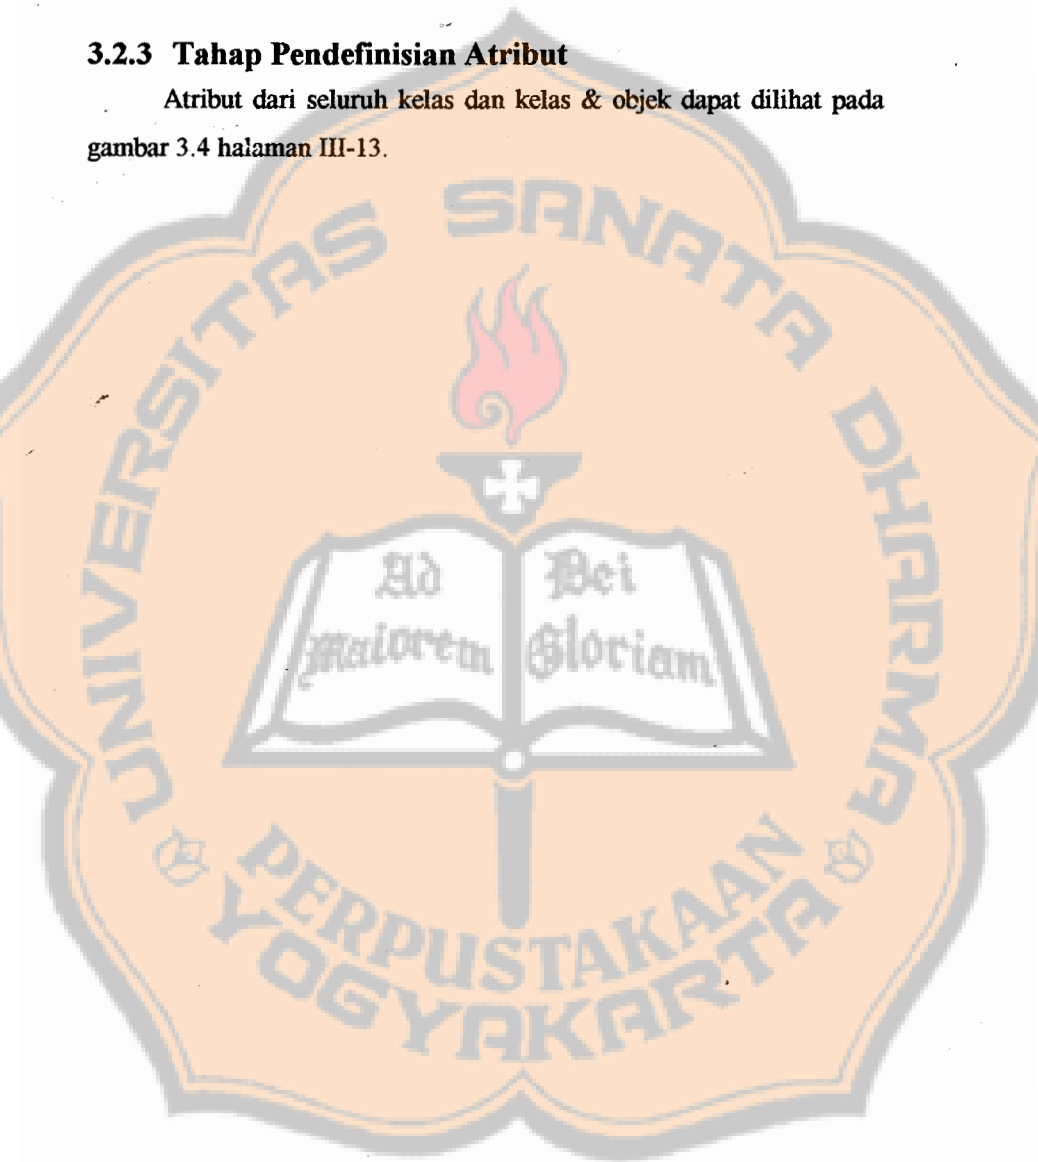 3.2.3 Tahap Pendefinisian Atribut
Atribut dari seluruh kelas dan kelas & objek dapat dilihat pada
gambar 3.4 halaman III-13.
UNIVERSITAS SANATA DHARMA
Ad Dei
maiorem Gloriam
PERPUSTAKAAN
YOGYAKARTA